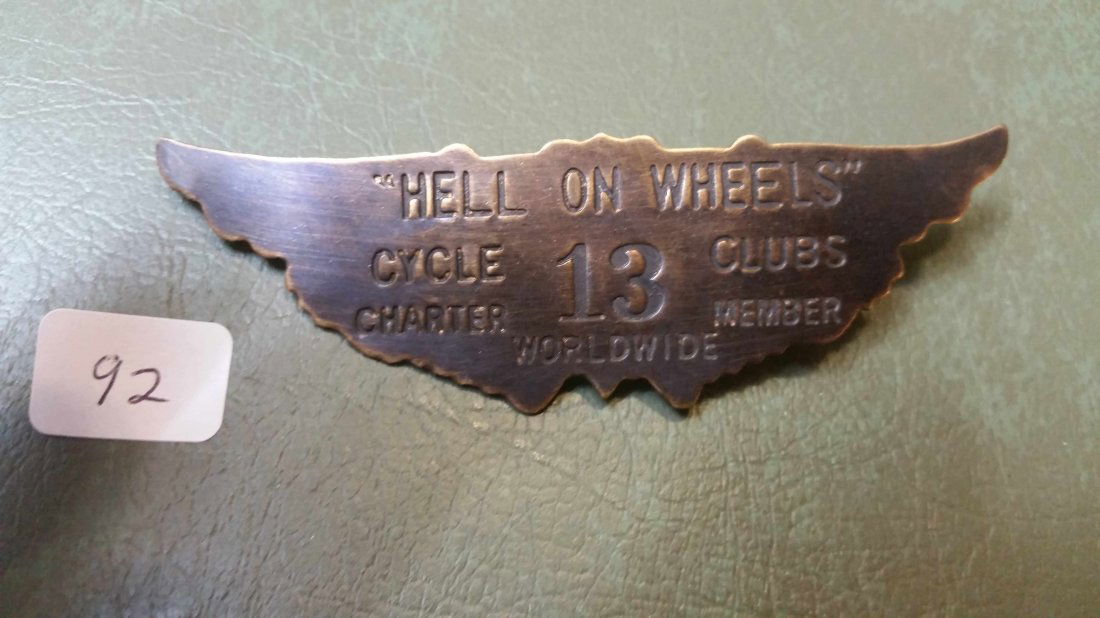 "HELL ON WHEELS"
CYCLE 13 CLUBS
CHARTER MEMBER
WORLDWIDE
92